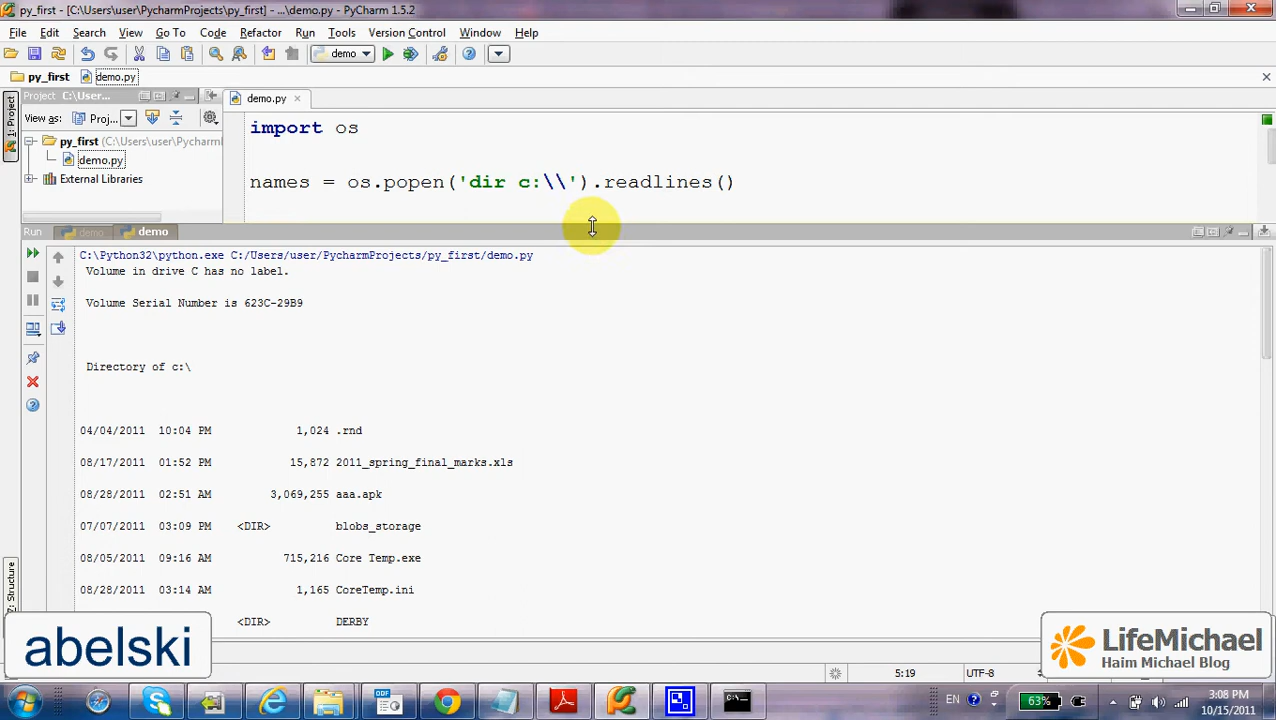 py_first - [C:\Users\user\PycharmProjects\py_first] - ...\demo.py - PyCharm 1.5.2
File Edit Search View Go To Code Refactor Run Tools Version Control Window Help
demo
py_first demo.py
Project C:\User...
demo.py
1: Project
View as: Proj...
py_first (C:\Users\user\Pycharm
demo.py
External Libraries
import os
names = os.popen('dir c:\\').readlines()
Run demo demo
C:\Python32\python.exe C:/Users/user/PycharmProjects/py_first/demo.py
Volume in drive C has no label.
Volume Serial Number is 623C-29B9
Directory of c:\
04/04/2011 10:04 PM 1,024 .rnd
08/17/2011 01:52 PM 15,872 2011_spring_final_marks.xls
08/28/2011 02:51 AM 3,069,255 aaa.apk
07/07/2011 03:09 PM <DIR> blobs_storage
08/05/2011 09:16 AM 715,216 Core Temp.exe
08/28/2011 03:14 AM 1,165 CoreTemp.ini
<DIR> DERBY
Structure
abelski
LifeMichael
Haim Michael Blog
5:19 UTF-8
ODF
EN 63% 3:08 PM
10/15/2011